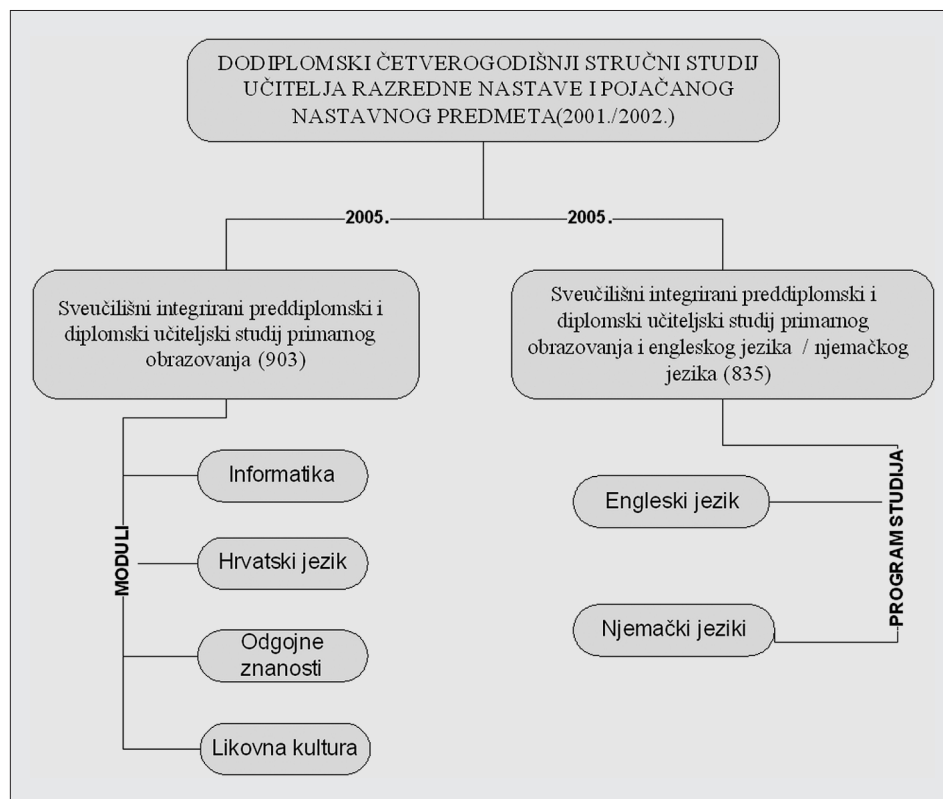 DODIPLOMSKI ČETVEROGODIŠNJI STRUČNI STUDIJ
UČITELJA RAZREDNE NASTAVE I POJAČANOG
NASTAVNOG PREDMETA(2001./2002.)
2005.
2005.
Sveučilišni integrirani preddiplomski i
diplomski učiteljski studij primarnog
obrazovanja (903)
Sveučilišni integrirani preddiplomski i
diplomski učiteljski studij primarnog
obrazovanja i engleskog jezika / njemačkog
jezika (835)
MODULI
Informatika
Hrvatski jezik
Odgojne
znanosti
Likovna kultura
PROGRAM STUDIJA
Engleski jezik
Njemački jeziki